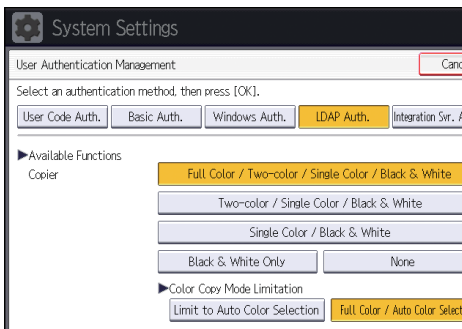 System Settings
User Authentication Management
Select an authentication method, then press [OK].
User Code Auth. Basic Auth. Windows Auth. LDAP Auth. Integration Svr.
▶Available Functions
Copier Full Color / Two-color / Single Color / Black & White
Two-color / Single Color / Black & White
Single Color / Black & White
Black & White Only None
▶Color Copy Mode Limitation
Limit to Auto Color Selection Full Color / Auto Color Select